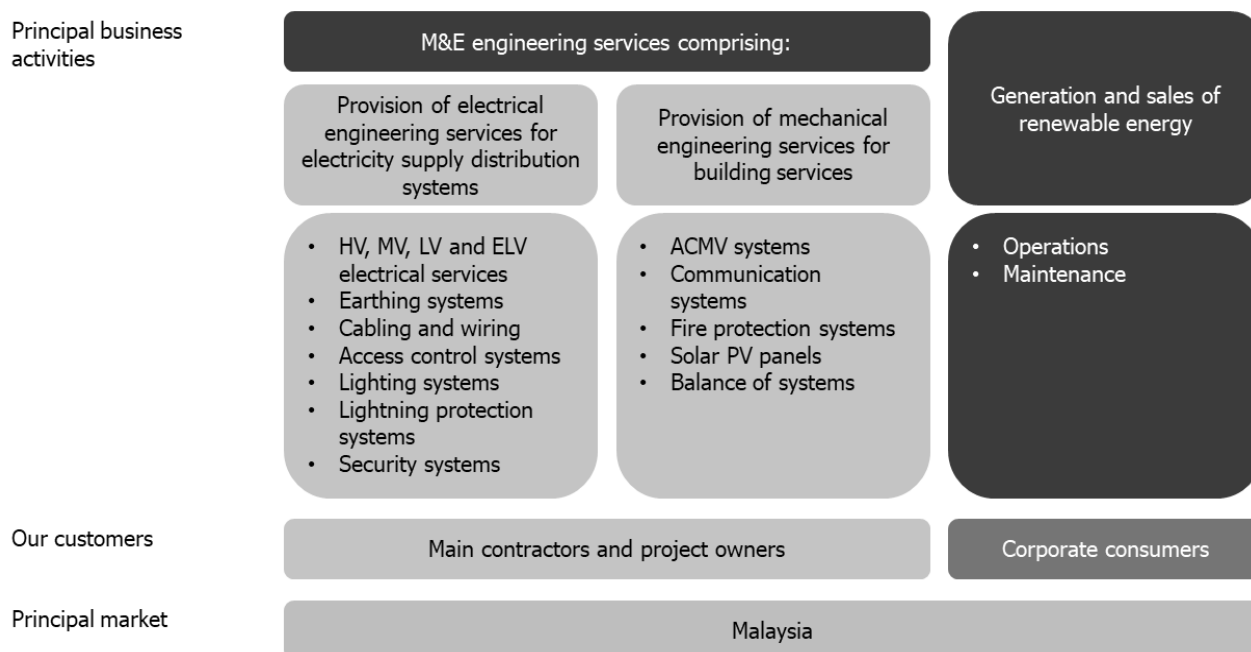 Principal business
activities
M&E engineering services comprising:
Generation and sales of
renewable energy
Provision of electrical
engineering services for
electricity supply distribution
systems
Provision of mechanical
engineering services for
building services
• HV, MV, LV and ELV
electrical services
• Earthing systems
• Cabling and wiring
• Access control systems
• Lighting systems
• Lightning protection
systems
• Security systems
• ACMV systems
• Communication
systems
• Fire protection systems
• Solar PV panels
• Balance of systems
• Operations
• Maintenance
Our customers
Main contractors and project owners
Corporate consumers
Principal market
Malaysia